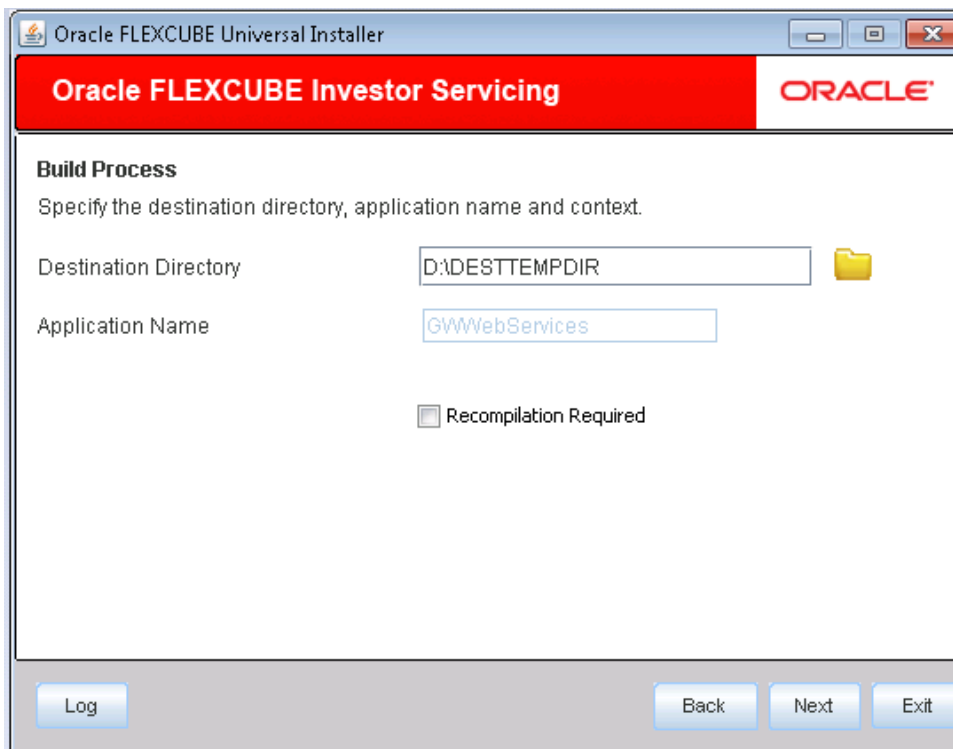 Oracle FLEXCUBE Universal Installer
Oracle FLEXCUBE Investor Servicing
ORACLE
Build Process
Specify the destination directory, application name and context.
Destination Directory D:\DESTTEMPDIR
Application Name GWWebServices
Recompilation Required
Log Back Next Exit